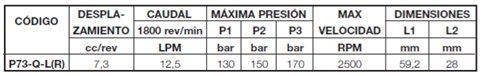 CÓDIGO DESPLA- CAUDAL MÁXIMA PRESIÓN MAX DIMENSIONES
ZAMIENTO 1800 rev/min P1 P2 P3 VELOCIDAD L1 L2
cc/rev LPM bar bar bar RPM mm mm
P73-Q-L(R) 7,3 12,5 130 150 170 2500 59,2 28